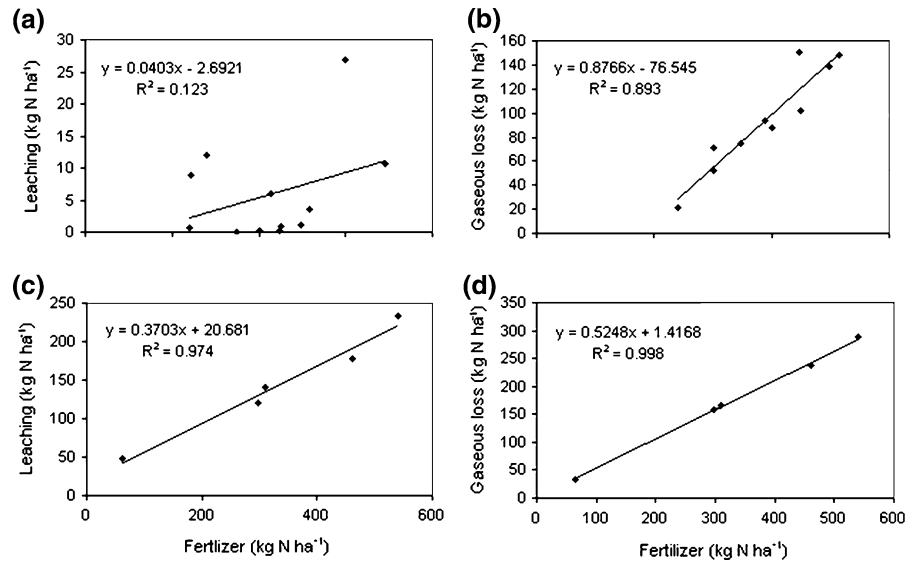 (a)
30
25
20
15
10
5
0
Leaching (kg N ha⁻¹)
y = 0.0403x - 2.6921
R² = 0.123
(b)
160
140
120
100
80
60
40
20
0
Gaseous loss (kg N ha⁻¹)
y = 0.8766x - 76.545
R² = 0.893
(c)
250
200
150
100
50
0
Leaching (kg N ha⁻¹)
y = 0.3703x + 20.681
R² = 0.974
0 200 400 600
Fertlizer (kg N ha⁻¹)
(d)
350
300
250
200
150
100
50
0
Gaseous loss (kg N ha⁻¹)
y = 0.5248x + 1.4168
R² = 0.998
0 100 200 300 400 500 600
Fertilizer (kg N ha⁻¹)